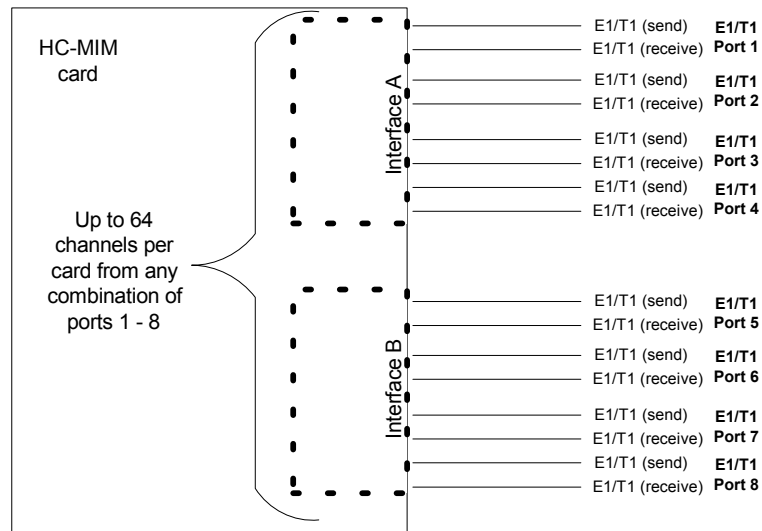 HC-MIM
card
Up to 64
channels per
card from any
combination of
ports 1 - 8
Interface A
E1/T1 (send) E1/T1
E1/T1 (receive) Port 1
E1/T1 (send) E1/T1
E1/T1 (receive) Port 2
E1/T1 (send) E1/T1
E1/T1 (receive) Port 3
E1/T1 (send) E1/T1
E1/T1 (receive) Port 4
Interface B
E1/T1 (send) E1/T1
E1/T1 (receive) Port 5
E1/T1 (send) E1/T1
E1/T1 (receive) Port 6
E1/T1 (send) E1/T1
E1/T1 (receive) Port 7
E1/T1 (send) E1/T1
E1/T1 (receive) Port 8